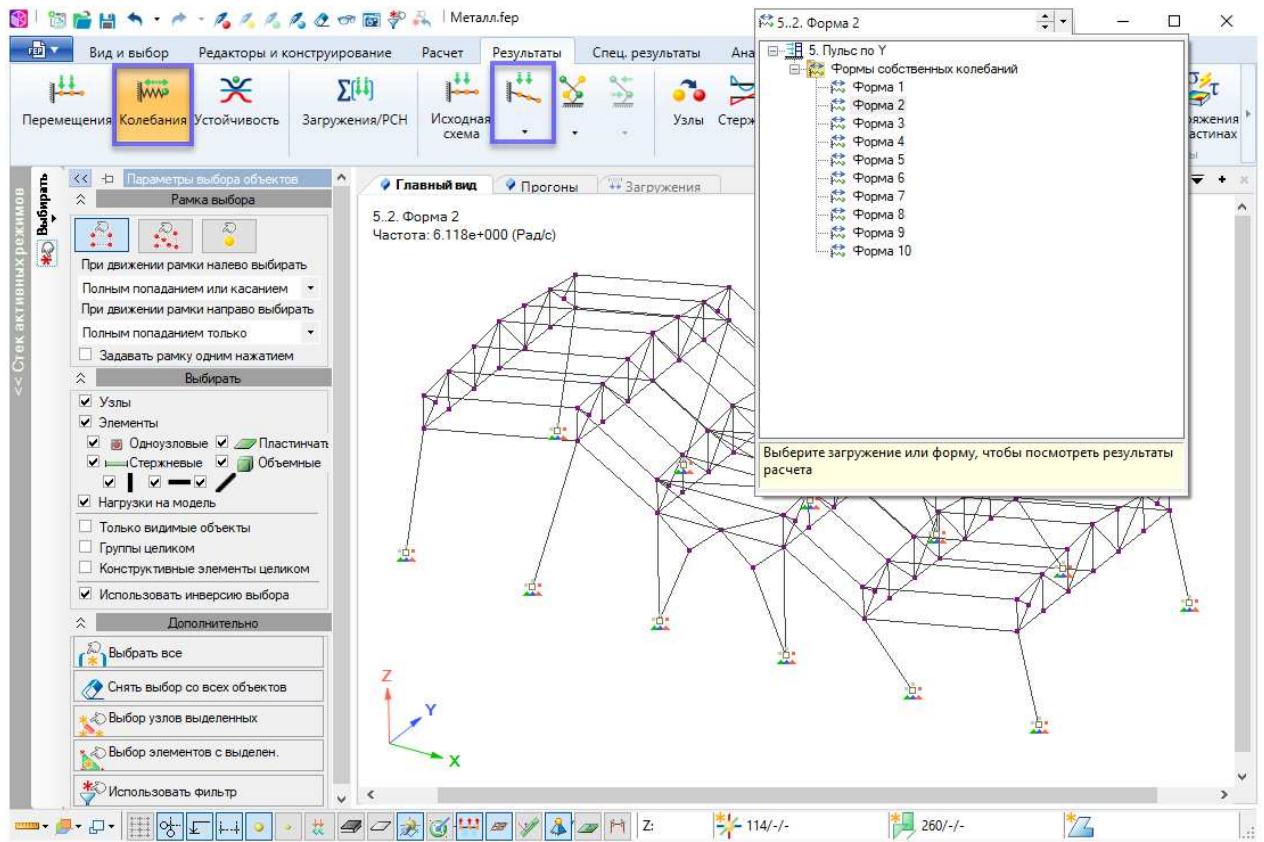 Металл.fep
5..2. Форма 2
FEP
Вид и выбор
Редакторы и конструирование
Расчет
Результаты
Спец. результаты
Ана
Перемещения
Колебания
Устойчивость
Загружения/РСН
Исходная
схема
Узлы
Стерж
5. Пульс по Y
Формы собственных колебаний
Форма 1
Форма 2
Форма 3
Форма 4
Форма 5
Форма 6
Форма 7
Форма 8
Форма 9
Форма 10
Выберите загружение или форму, чтобы посмотреть результаты
расчета
яжения
астинах
ы
<< Стек активных режимов
Выбирать
<<
Параметры выбора объектов
Рамка выбора
При движении рамки налево выбирать
Полным попаданием или касанием
При движении рамки направо выбирать
Полным попаданием только
Задавать рамку одним нажатием
Выбирать
Узлы
Элементы
Одноузловые
Пластинчат
Стержневые
Объемные
Нагрузки на модель
Только видимые объекты
Группы целиком
Конструктивные элементы целиком
Использовать инверсию выбора
Дополнительно
Выбрать все
Снять выбор со всех объектов
Выбор узлов выделенных
Выбор элементов с выделен.
Использовать фильтр
Главный вид
Прогоны
Загружения
5..2. Форма 2
Частота: 6.118e+000 (Рад/с)
Z
Y
X
Z:
114/-/-
260/-/-